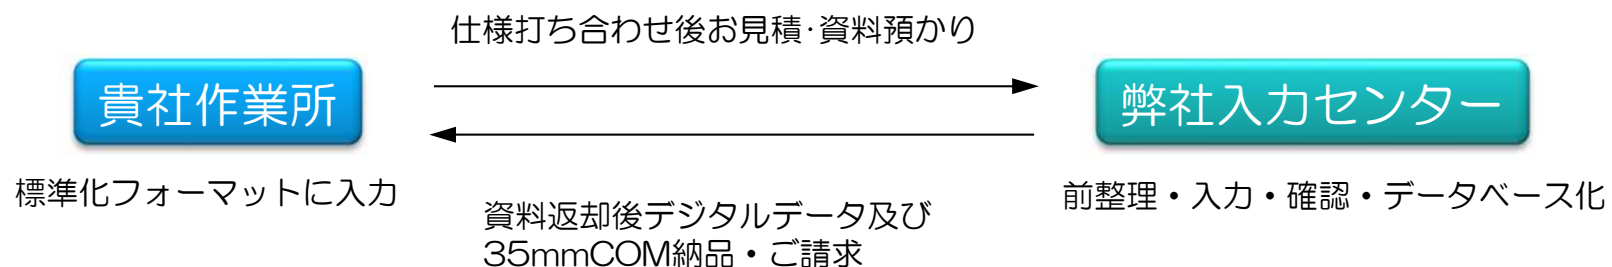 仕様打ち合わせ後お見積・資料預かり
貴社作業所
弊社入力センター
標準化フォーマットに入力
前整理・入力・確認・データベース化
資料返却後デジタルデータ及び
35mmCOM納品・ご請求